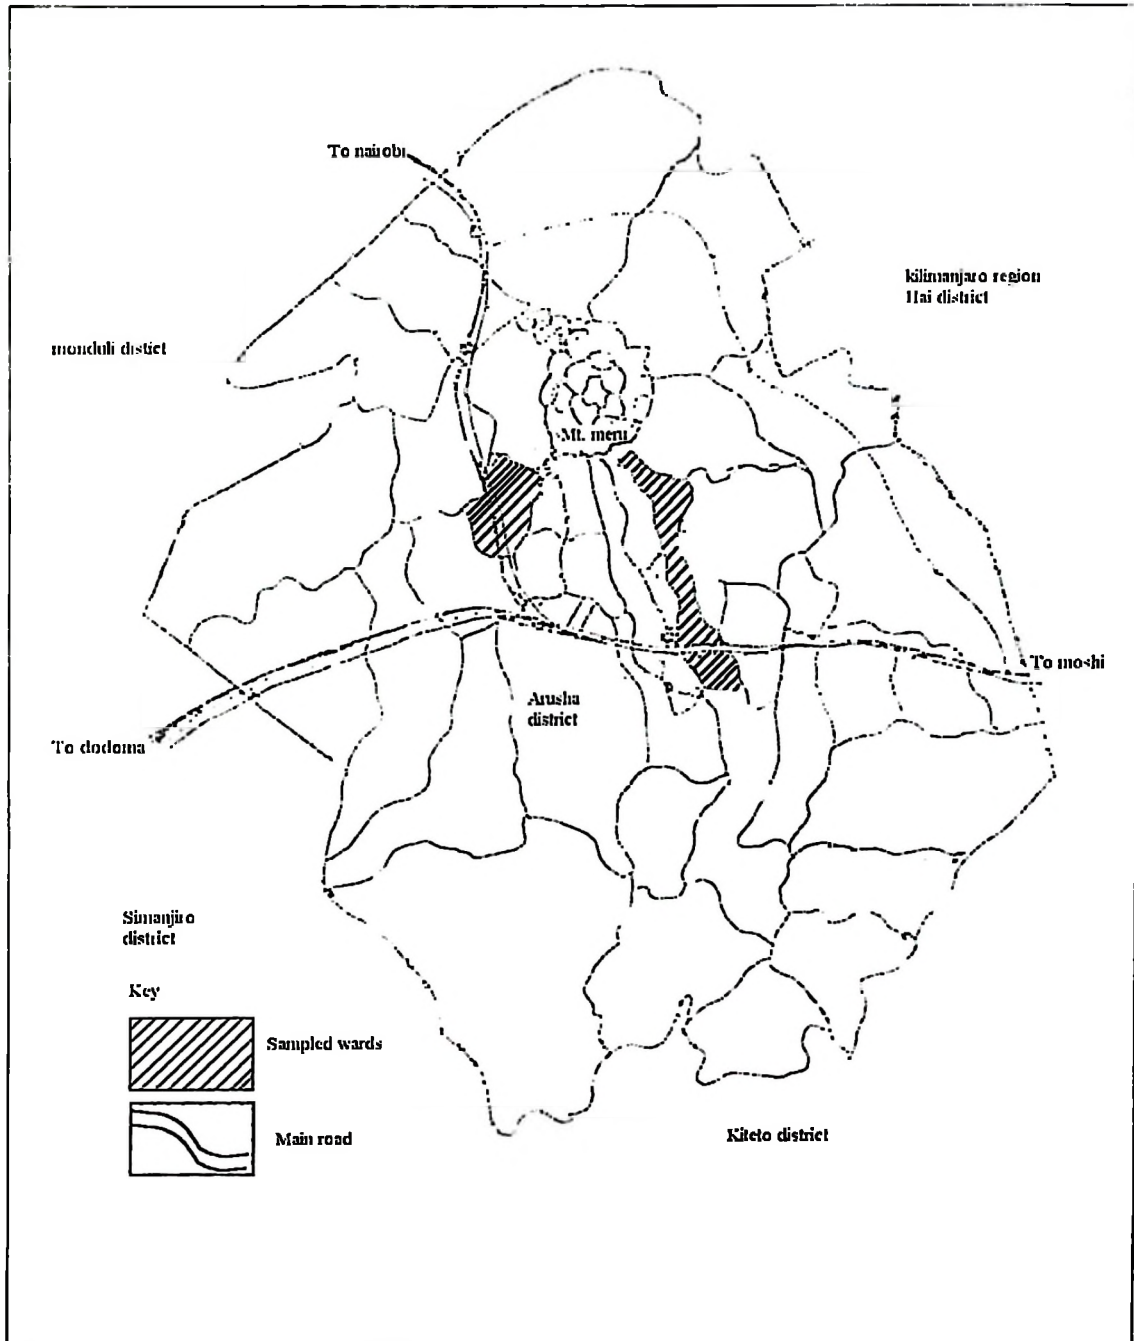 To nairobi
kilimanjaro region
Hai district
monduli distict
Mt. meru
To moshi
Arusha
district
To dodoma
Simanjiro
district
Key
Sampled wards
Main road
Kiteto district